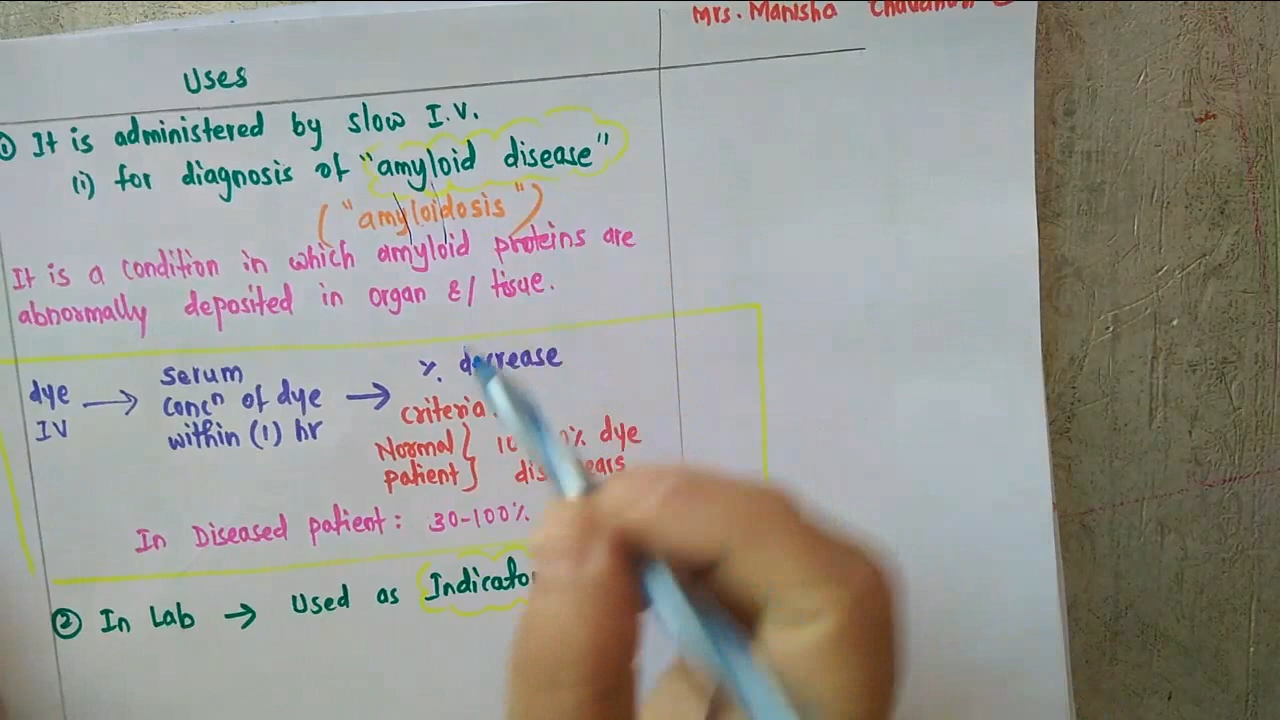 Mrs. Manisha
Uses
① It is administered by slow I.V.
(i) for diagnosis of "amyloid disease"
("amyloidosis")
It is a condition in which amyloid proteins are
abnormally deposited in organ &/ tissue.
dye IV → serum concⁿ of dye within (1) hr → % decrease
criteria.
Normal patient } % dye
In Diseased patient: 30-100%
② In Lab → Used as